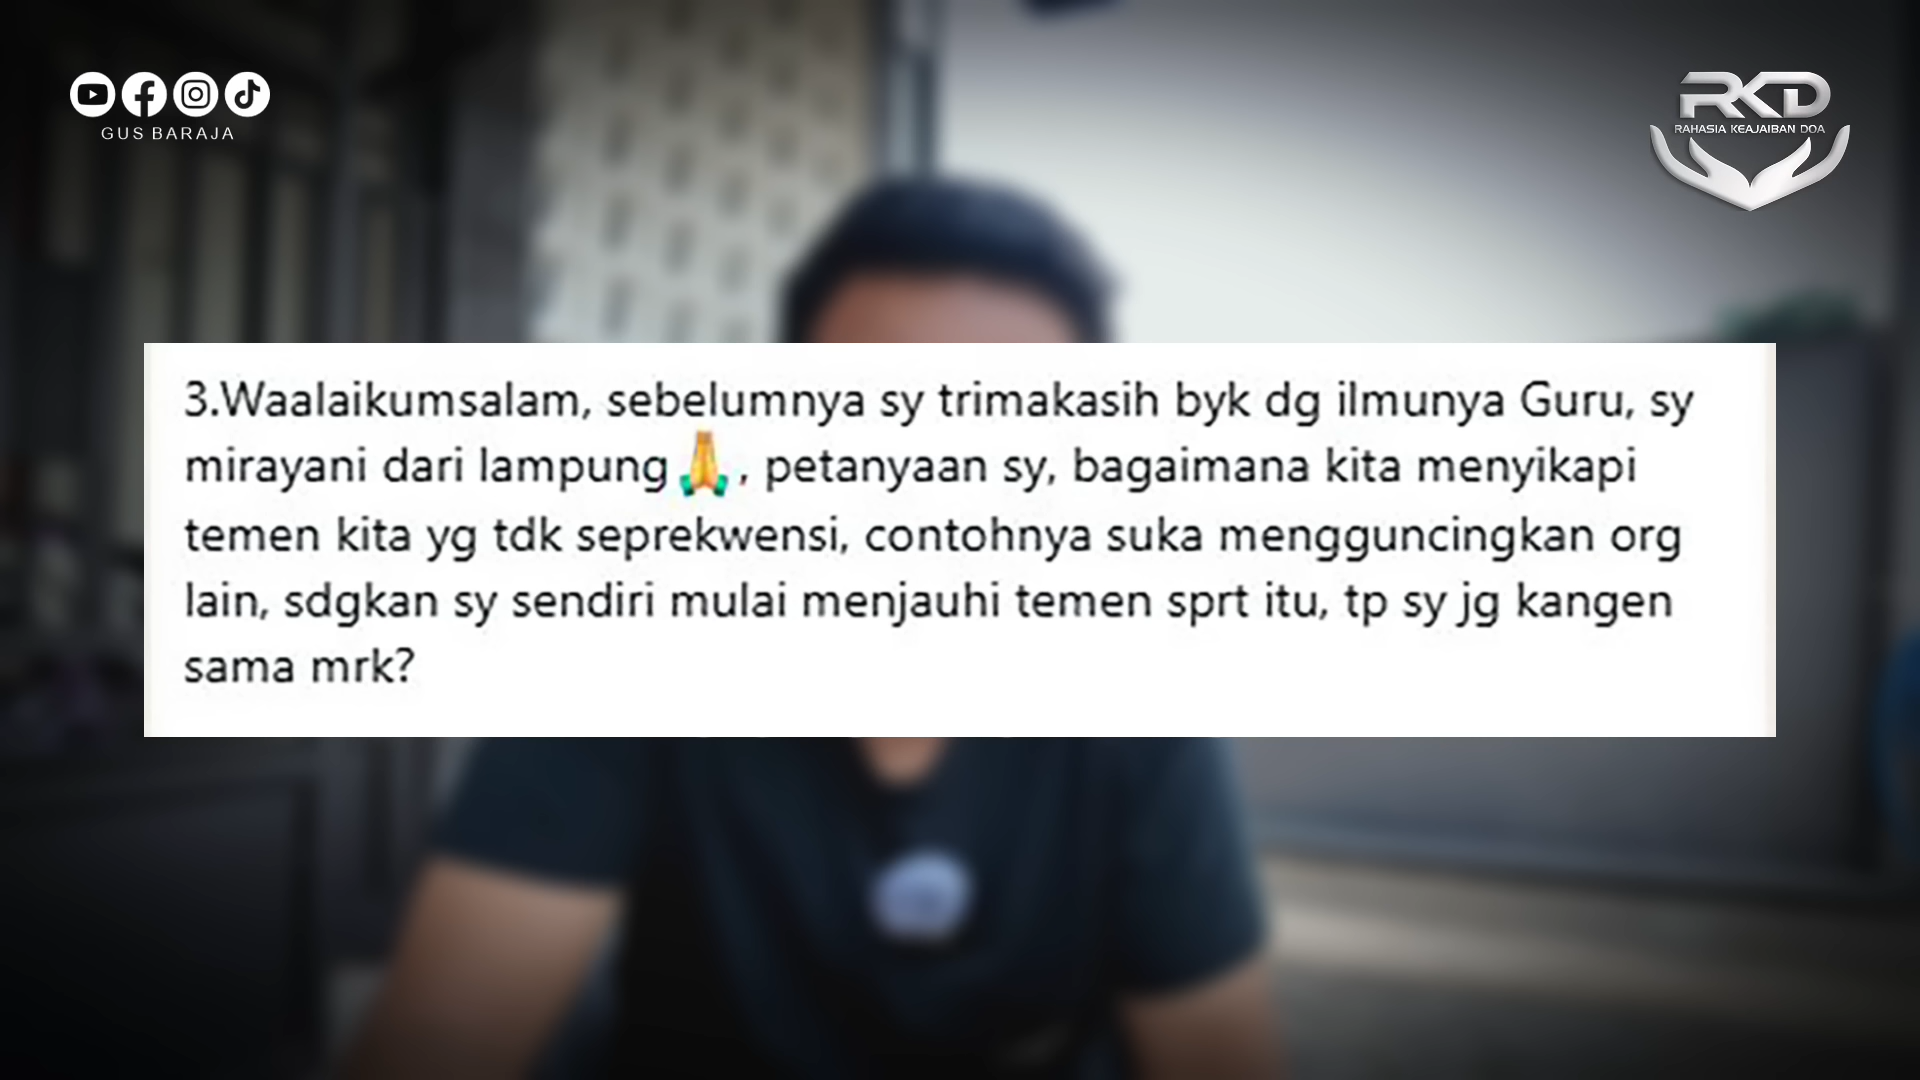 GUS BARAJA
RKD
RAHASIA KEAJAIBAN DOA
3.Waalaikumsalam, sebelumnya sy trimakasih byk dg ilmunya Guru, sy
mirayani dari lampung🙏, petanyaan sy, bagaimana kita menyikapi
temen kita yg tdk seprekwensi, contohnya suka mengguncingkan org
lain, sdgkan sy sendiri mulai menjauhi temen sprt itu, tp sy jg kangen
sama mrk?